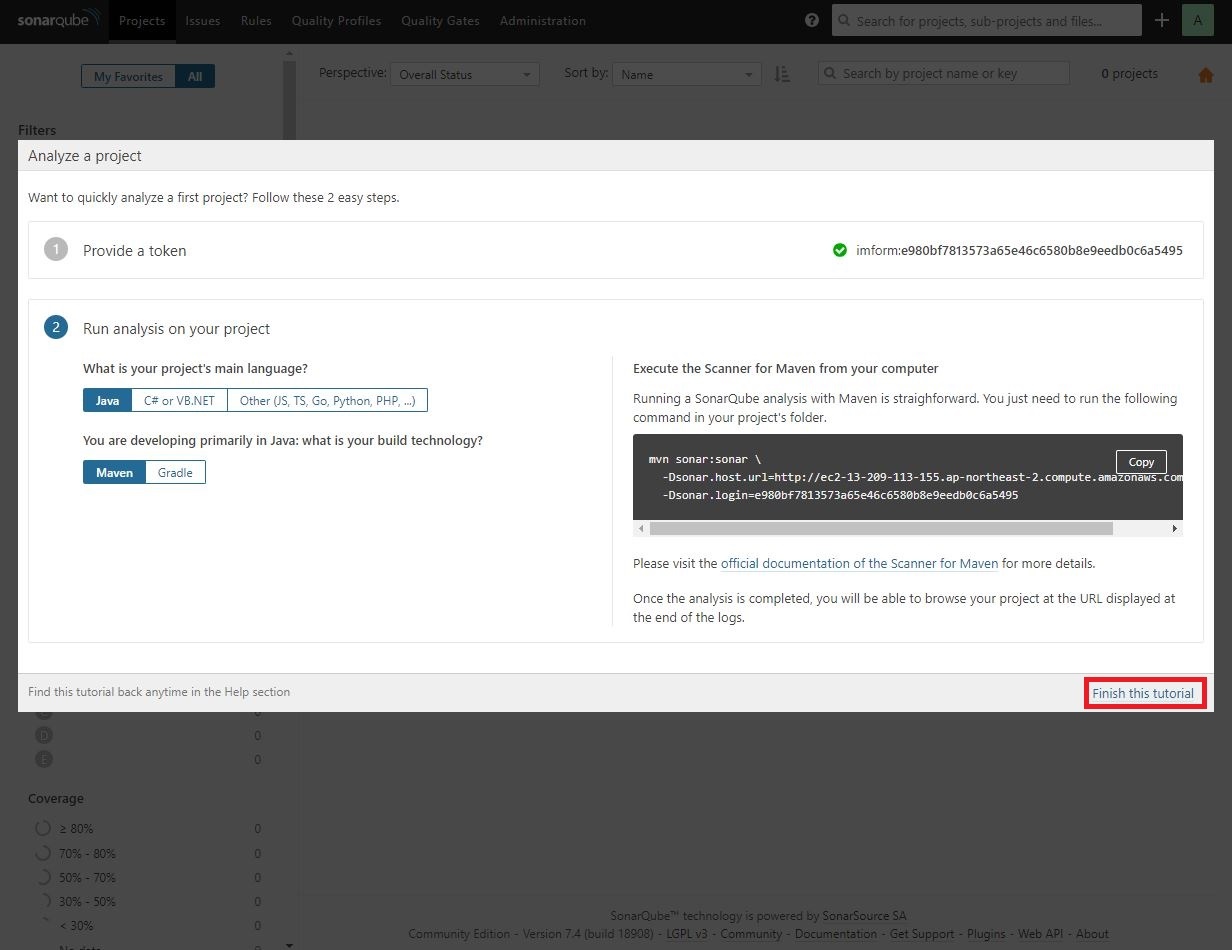 sonarqube Projects Issues Rules Quality Profiles Quality Gates Administration Search for projects, sub-projects and files... A
My Favorites All Perspective: Overall Status Sort by: Name Search by project name or key 0 projects
Filters
Analyze a project
Want to quickly analyze a first project? Follow these 2 easy steps.
1 Provide a token imform:e980bf7813573a65e46c6580b8e9eedb0c6a5495
2 Run analysis on your project
What is your project's main language?
Java C# or VB.NET Other (JS, TS, Go, Python, PHP, ...)
You are developing primarily in Java: what is your build technology?
Maven Gradle
Execute the Scanner for Maven from your computer
Running a SonarQube analysis with Maven is straighforward. You just need to run the following
command in your project's folder.
Copy
mvn sonar:sonar \
-Dsonar.host.url=http://ec2-13-209-113-155.ap-northeast-2.compute.amazonaws.com
-Dsonar.login=e980bf7813573a65e46c6580b8e9eedb0c6a5495
Please visit the official documentation of the Scanner for Maven for more details.
Once the analysis is completed, you will be able to browse your project at the URL displayed at
the end of the logs.
Find this tutorial back anytime in the Help section Finish this tutorial
0
D 0
E 0
Coverage
≥ 80% 0
70% - 80% 0
50% - 70% 0
30% - 50% 0
< 30% 0
SonarQube™ technology is powered by SonarSource SA
Community Edition - Version 7.4 (build 18908) - LGPL v3 - Community - Documentation - Get Support - Plugins - Web API - About